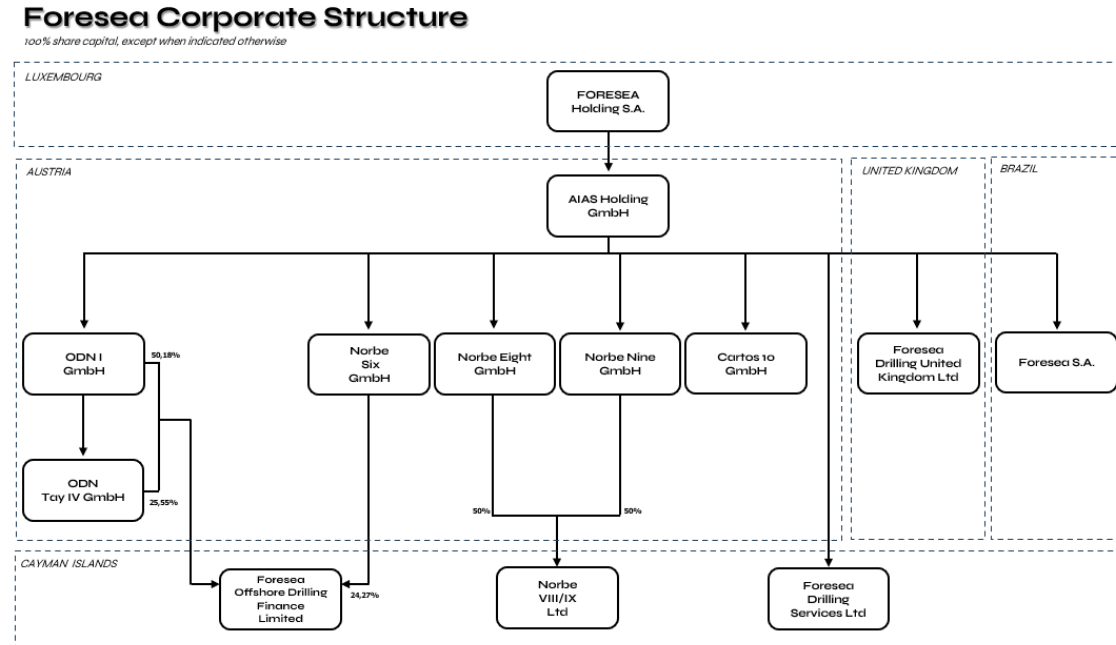 Foresea Corporate Structure
100% share capital, except when indicated otherwise
LUXEMBOURG
FORESEA
Holding S.A.
AUSTRIA
UNITED KINGDOM
BRAZIL
AIAS Holding
GmbH
ODN I
GmbH
50,18%
Norbe
Six
GmbH
Norbe Eight
GmbH
Norbe Nine
GmbH
Cartos 10
GmbH
Foresea
Drilling United
Kingdom Ltd
Foresea S.A.
ODN
Tay IV GmbH
25,55%
50%
50%
CAYMAN ISLANDS
Foresea
Offshore Drilling
Finance
Limited
24,27%
Norbe
VIII/IX
Ltd
Foresea
Drilling
Services Ltd